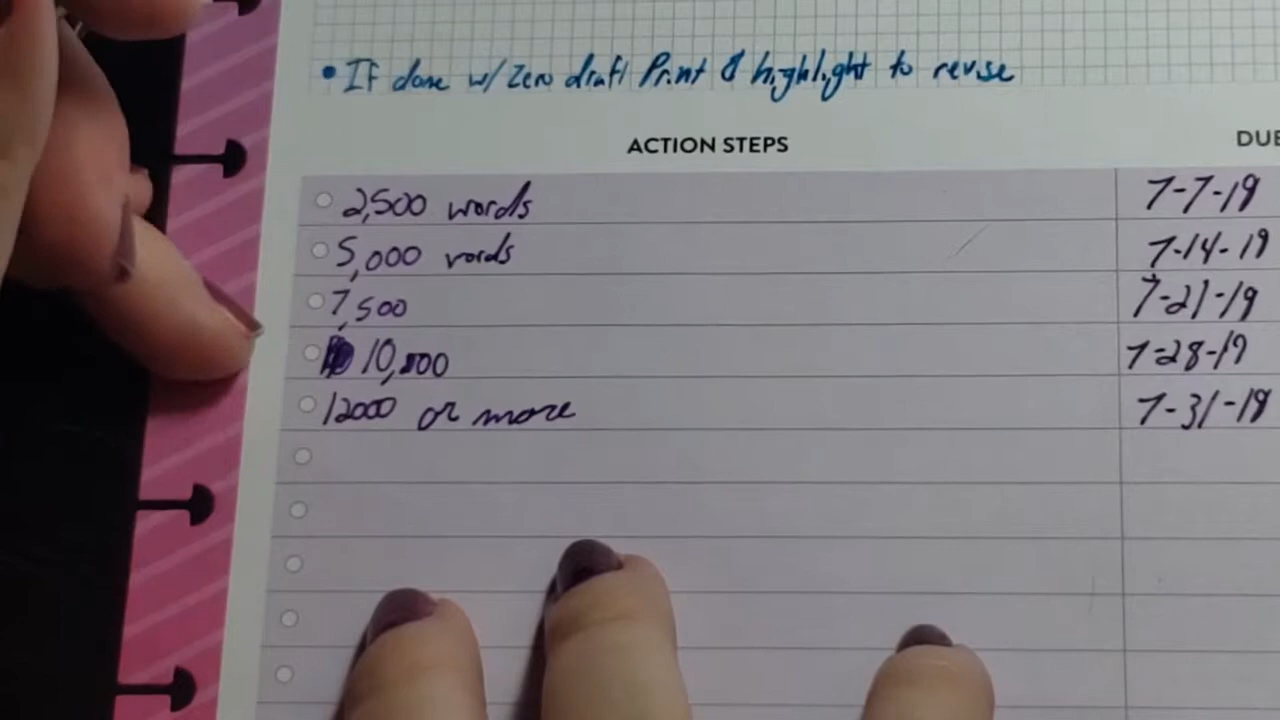 • If done w/ Zero draft Print & highlight to revise
ACTION STEPS
DUE
2,500 words
7-7-19
5,000 words
7-14-19
7,500
7-21-19
10,000
7-28-19
12000 or more
7-31-19